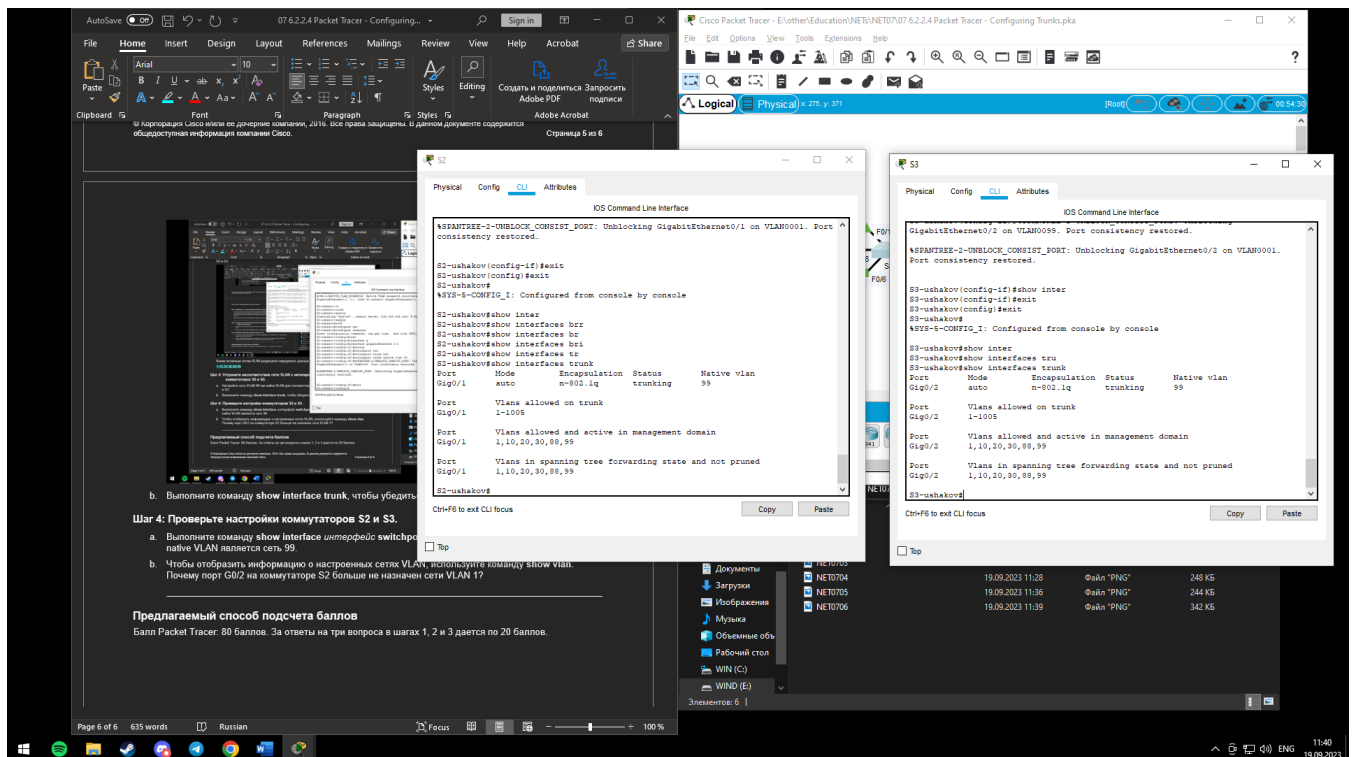 AutoSave Off
07 6.2.2.4 Packet Tracer - Configuring...
Sign in
File Home Insert Design Layout References Mailings Review View Help Acrobat Share
Paste
Arial 10
Styles
Editing
Создать и поделиться Adobe PDF
Запросить подписи
Clipboard Font Paragraph Styles Adobe Acrobat
© Корпорация Cisco и/или ее дочерние компании, 2016. Все права защищены. В данном документе содержится
общедоступная информация компании Cisco. Страница 5 из 6
b. Выполните команду show interface trunk, чтобы убедить
Шаг 4: Проверьте настройки коммутаторов S2 и S3.
a. Выполните команду show interface интерфейс switchpo
native VLAN является сеть 99.
b. Чтобы отобразить информацию о настроенных сетях VLAN, используйте команду show vlan.
Почему порт G0/2 на коммутаторе S2 больше не назначен сети VLAN 1?
Предлагаемый способ подсчета баллов
Балл Packet Tracer: 80 баллов. За ответы на три вопроса в шагах 1, 2 и 3 дается по 20 баллов.
Page 6 of 6 635 words Russian Focus 100 %
Cisco Packet Tracer - E:\other\Education\NETs\NET07\07 6.2.2.4 Packet Tracer - Configuring Trunks.pka
File Edit Options View Tools Extensions Help
?
Logical Physical x: 275, y: 371 [Root] 00:54:30
F0/1
F0/6
S2
Physical Config CLI Attributes
IOS Command Line Interface
%SPANTREE-2-UNBLOCK_CONSIST_PORT: Unblocking GigabitEthernet0/1 on VLAN0001. Port
consistency restored.
S2-ushakov(config-if)#exit
S2-ushakov(config)#exit
S2-ushakov#
%SYS-5-CONFIG_I: Configured from console by console
S2-ushakov#show inter
S2-ushakov#show interfaces brr
S2-ushakov#show interfaces br
S2-ushakov#show interfaces bri
S2-ushakov#show interfaces tr
S2-ushakov#show interfaces trunk
Port Mode Encapsulation Status Native vlan
Gig0/1 auto n-802.1q trunking 99
Port Vlans allowed on trunk
Gig0/1 1-1005
Port Vlans allowed and active in management domain
Gig0/1 1,10,20,30,88,99
Port Vlans in spanning tree forwarding state and not pruned
Gig0/1 1,10,20,30,88,99
S2-ushakov#
Ctrl+F6 to exit CLI focus
Copy Paste
Top
S3
Physical Config CLI Attributes
IOS Command Line Interface
GigabitEthernet0/2 on VLAN0099. Port consistency restored.
%SPANTREE-2-UNBLOCK_CONSIST_PORT: Unblocking GigabitEthernet0/2 on VLAN0001.
Port consistency restored.
S3-ushakov(config-if)#show inter
S3-ushakov(config-if)#exit
S3-ushakov(config)#exit
S3-ushakov#
%SYS-5-CONFIG_I: Configured from console by console
S3-ushakov#show inter
S3-ushakov#show interfaces tru
S3-ushakov#show interfaces trunk
Port Mode Encapsulation Status Native vlan
Gig0/2 auto n-802.1q trunking 99
Port Vlans allowed on trunk
Gig0/2 1-1005
Port Vlans allowed and active in management domain
Gig0/2 1,10,20,30,88,99
Port Vlans in spanning tree forwarding state and not pruned
Gig0/2 1,10,20,30,88,99
S3-ushakov#
Ctrl+F6 to exit CLI focus
Copy Paste
Top
Документы
Загрузки
Изображения
Музыка
Объемные объ
Рабочий стол
WIN (C:)
WIND (E:)
NET0703
NET0704 19.09.2023 11:28 Файл "PNG" 248 КБ
NET0705 19.09.2023 11:36 Файл "PNG" 244 КБ
NET0706 19.09.2023 11:39 Файл "PNG" 342 КБ
Элементов: 6
ENG
11:40
19.09.2023